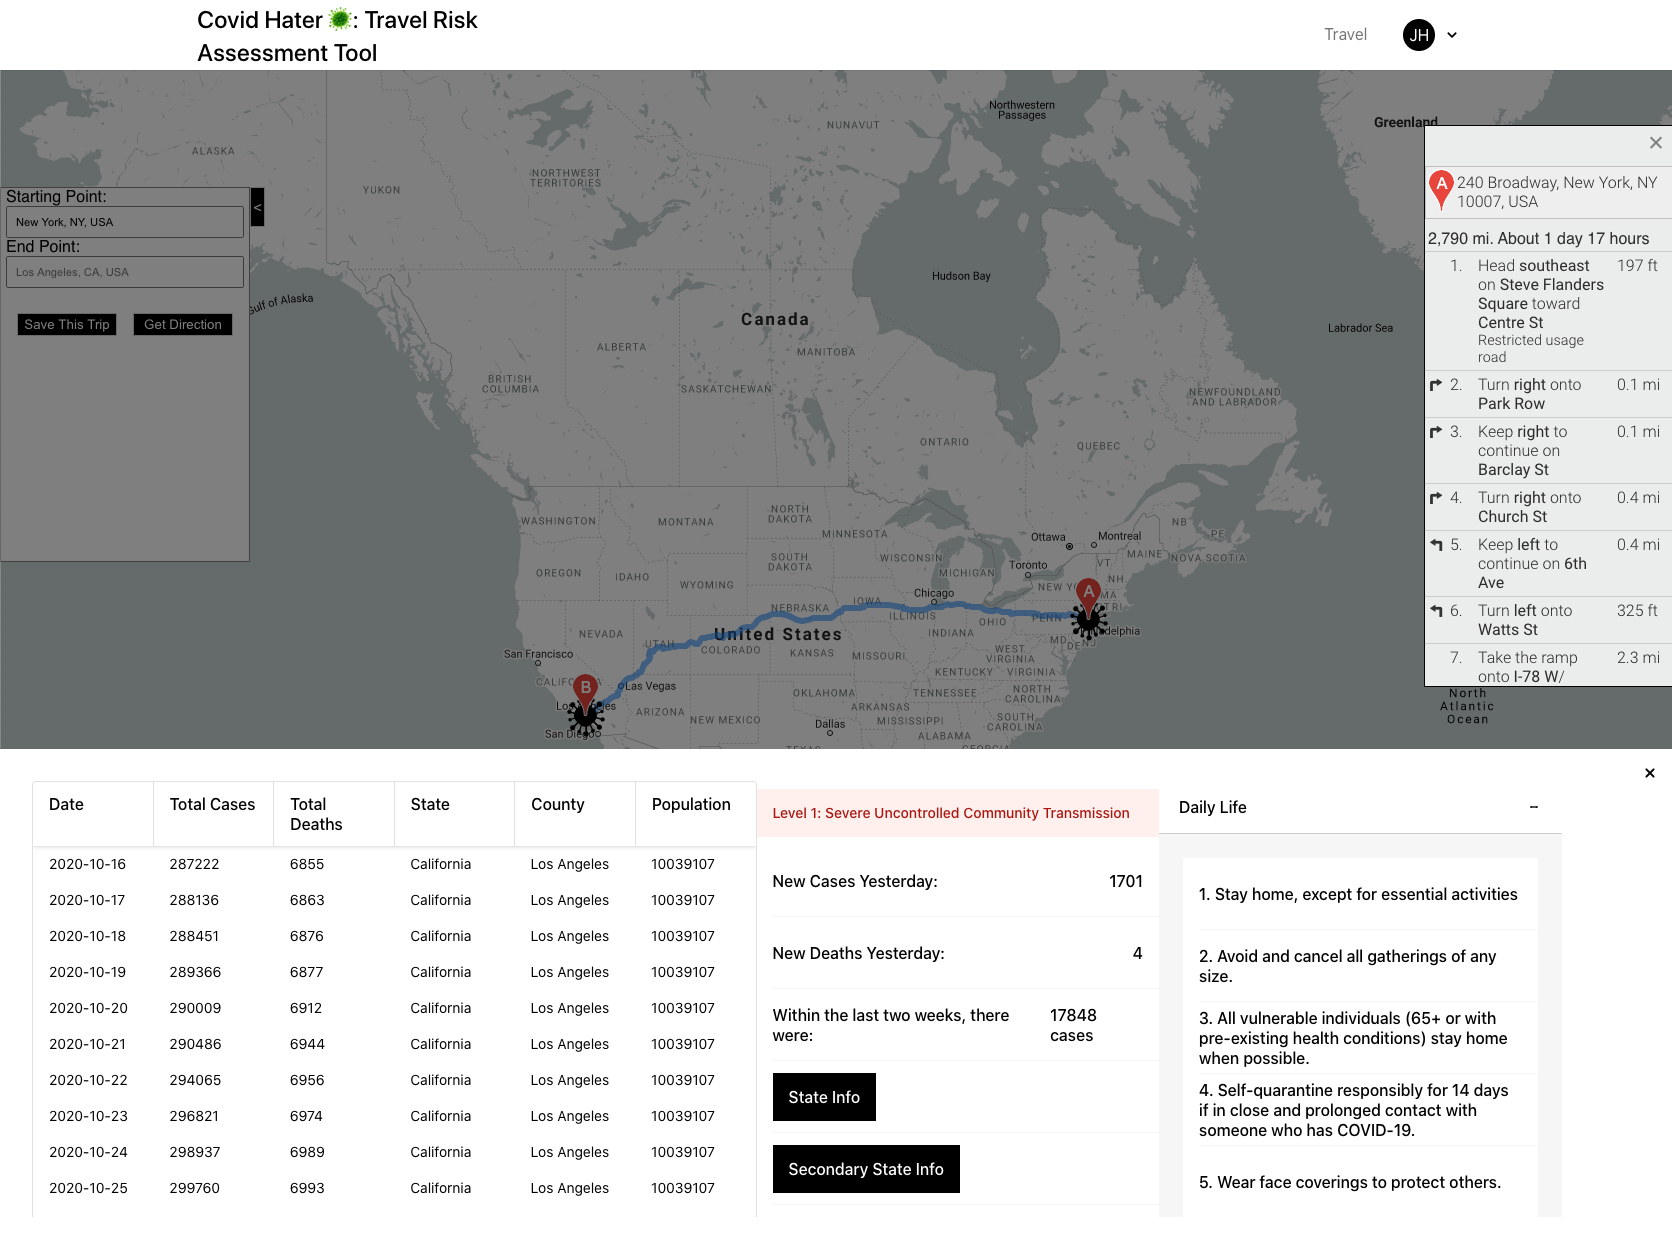 Covid Hater : Travel Risk
Assessment Tool
Travel
JH
Northwestern
Passages
Greenland
NUNAVUT
ALASKA
YUKON
NORTHWEST
TERRITORIES
Starting Point:
New York, NY, USA
<
End Point:
Los Angeles, CA, USA
Save This Trip
Get Direction
Gulf of Alaska
Hudson Bay
Canada
Labrador Sea
ALBERTA
MANITOBA
BRITISH
COLUMBIA
SASKATCHEWAN
NEWFOUNDLAND
AND LABRADOR
ONTARIO
QUEBEC
WASHINGTON
MONTANA
NORTH
DAKOTA
MINNESOTA
NB
PE
Ottawa
Montreal
MAINE
NOVA SCOTIA
OREGON
IDAHO
SOUTH
DAKOTA
WISCONSIN
MICHIGAN
Toronto
VT
NH
WYOMING
Chicago
NEW YO
A
MA
CT RI
NEBRASKA
IOWA
ILLINOIS
OHIO
PENN
NEVADA
UTAH
United States
COLORADO
INDIANA
MD
DE
NJ
delphia
San Francisco
KANSAS
MISSOURI
WEST
VIRGINIA
KENTUCKY
VIRGINIA
CALIFO
A
B
Las Vegas
OKLAHOMA
TENNESSEE
NORTH
CAROLINA
Los
les
ARIZONA
NEW MEXICO
ARKANSAS
MISSISSIPPI
SOUTH
CAROLINA
San Diego
Dallas
ALABAMA
TEXAS
GEORGIA
North
Atlantic
Ocean
×
A
240 Broadway, New York, NY
10007, USA
2,790 mi. About 1 day 17 hours
1. Head southeast 197 ft
on Steve Flanders
Square toward
Centre St
Restricted usage
road
2. Turn right onto 0.1 mi
Park Row
3. Keep right to 0.1 mi
continue on
Barclay St
4. Turn right onto 0.4 mi
Church St
5. Keep left to 0.4 mi
continue on 6th
Ave
6. Turn left onto 325 ft
Watts St
7. Take the ramp 2.3 mi
onto I-78 W/
×
Date Total Cases Total Deaths State County Population
2020-10-16 287222 6855 California Los Angeles 10039107
2020-10-17 288136 6863 California Los Angeles 10039107
2020-10-18 288451 6876 California Los Angeles 10039107
2020-10-19 289366 6877 California Los Angeles 10039107
2020-10-20 290009 6912 California Los Angeles 10039107
2020-10-21 290486 6944 California Los Angeles 10039107
2020-10-22 294065 6956 California Los Angeles 10039107
2020-10-23 296821 6974 California Los Angeles 10039107
2020-10-24 298937 6989 California Los Angeles 10039107
2020-10-25 299760 6993 California Los Angeles 10039107
Level 1: Severe Uncontrolled Community Transmission
New Cases Yesterday: 1701
New Deaths Yesterday: 4
Within the last two weeks, there 17848
were: cases
State Info
Secondary State Info
Daily Life −
1. Stay home, except for essential activities
2. Avoid and cancel all gatherings of any
size.
3. All vulnerable individuals (65+ or with
pre-existing health conditions) stay home
when possible.
4. Self-quarantine responsibly for 14 days
if in close and prolonged contact with
someone who has COVID-19.
5. Wear face coverings to protect others.